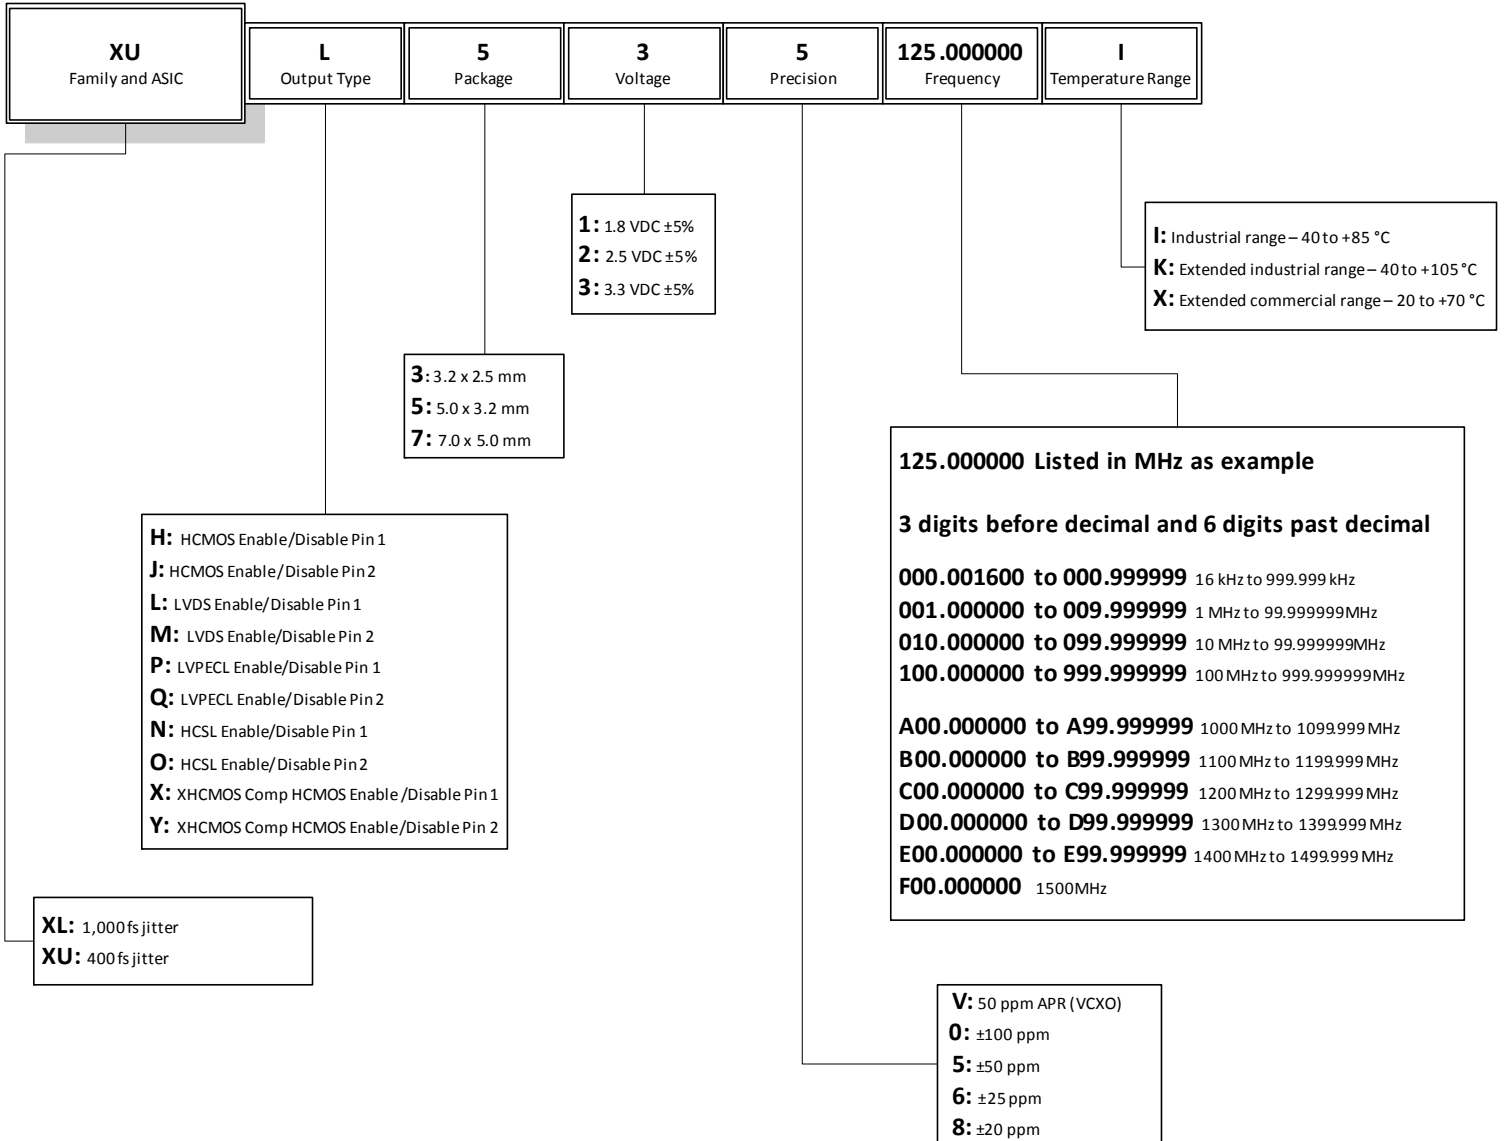 XU
Family and ASIC
L
Output Type
5
Package
3
Voltage
5
Precision
125.000000
Frequency
I
Temperature Range
1: 1.8 VDC ±5%
2: 2.5 VDC ±5%
3: 3.3 VDC ±5%
I: Industrial range – 40 to +85 °C
K: Extended industrial range – 40 to +105 °C
X: Extended commercial range – 20 to +70 °C
3: 3.2 x 2.5 mm
5: 5.0 x 3.2 mm
7: 7.0 x 5.0 mm
125.000000 Listed in MHz as example
3 digits before decimal and 6 digits past decimal
000.001600 to 000.999999 16 kHz to 999.999 kHz
001.000000 to 009.999999 1 MHz to 99.999999MHz
010.000000 to 099.999999 10 MHz to 99.999999MHz
100.000000 to 999.999999 100 MHz to 999.999999MHz
A00.000000 to A99.999999 1000 MHz to 1099.999 MHz
B00.000000 to B99.999999 1100 MHz to 1199.999 MHz
C00.000000 to C99.999999 1200 MHz to 1299.999 MHz
D00.000000 to D99.999999 1300 MHz to 1399.999 MHz
E00.000000 to E99.999999 1400 MHz to 1499.999 MHz
F00.000000 1500MHz
H: HCMOS Enable/Disable Pin 1
J: HCMOS Enable/Disable Pin 2
L: LVDS Enable/Disable Pin 1
M: LVDS Enable/Disable Pin 2
P: LVPECL Enable/Disable Pin 1
Q: LVPECL Enable/Disable Pin 2
N: HCSL Enable/Disable Pin 1
O: HCSL Enable/Disable Pin 2
X: XHCMOS Comp HCMOS Enable /Disable Pin 1
Y: XHCMOS Comp HCMOS Enable/Disable Pin 2
XL: 1,000 fs jitter
XU: 400 fs jitter
V: 50 ppm APR (VCXO)
0: ±100 ppm
5: ±50 ppm
6: ±25 ppm
8: ±20 ppm